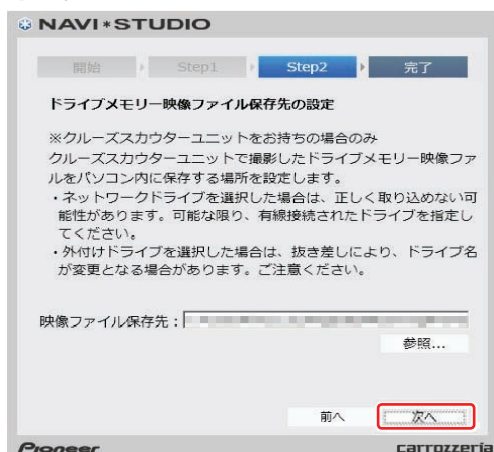 NAVI*STUDIO
開始 Step1 Step2 完了
ドライブメモリー映像ファイル保存先の設定
※クルーズスカウターユニットをお持ちの場合のみ
クルーズスカウターユニットで撮影したドライブメモリー映像ファ
イルをパソコン内に保存する場所を設定します。
・ネットワークドライブを選択した場合は、正しく取り込めない可
能性があります。可能な限り、有線接続されたドライブを指定し
てください。
・外付けドライブを選択した場合は、抜き差しにより、ドライブ名
が変更となる場合があります。ご注意ください。
映像ファイル保存先：
参照...
前へ 次へ
Pioneer carrozzeria